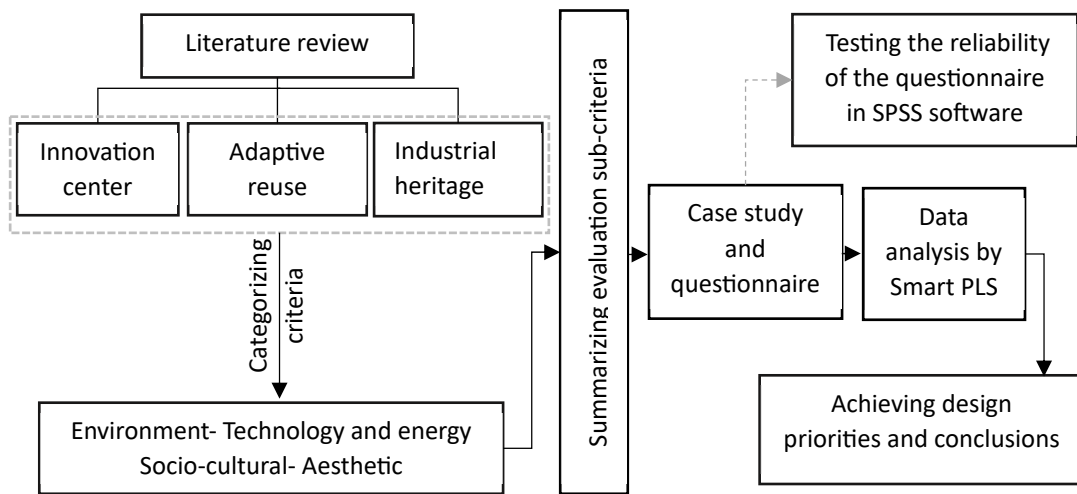 Literature review
Innovation
center
Adaptive
reuse
Industrial
heritage
Categorizing
criteria
Environment- Technology and energy
Socio-cultural- Aesthetic
Summarizing evaluation sub-criteria
Case study
and
questionnaire
Testing the reliability
of the questionnaire
in SPSS software
Data
analysis by
Smart PLS
Achieving design
priorities and conclusions